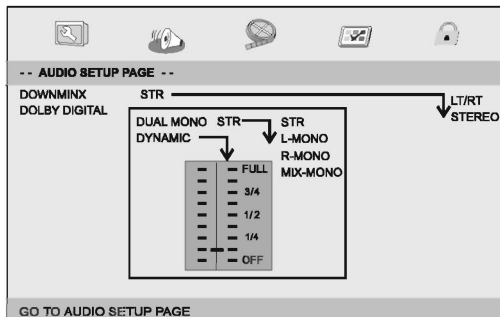 -- AUDIO SETUP PAGE --
DOWNMINX STR LT/RT
DOLBY DIGITAL STEREO
DUAL MONO STR STR
DYNAMIC L-MONO
R-MONO
FULL MIX-MONO
3/4
1/2
1/4
OFF
GO TO AUDIO SETUP PAGE